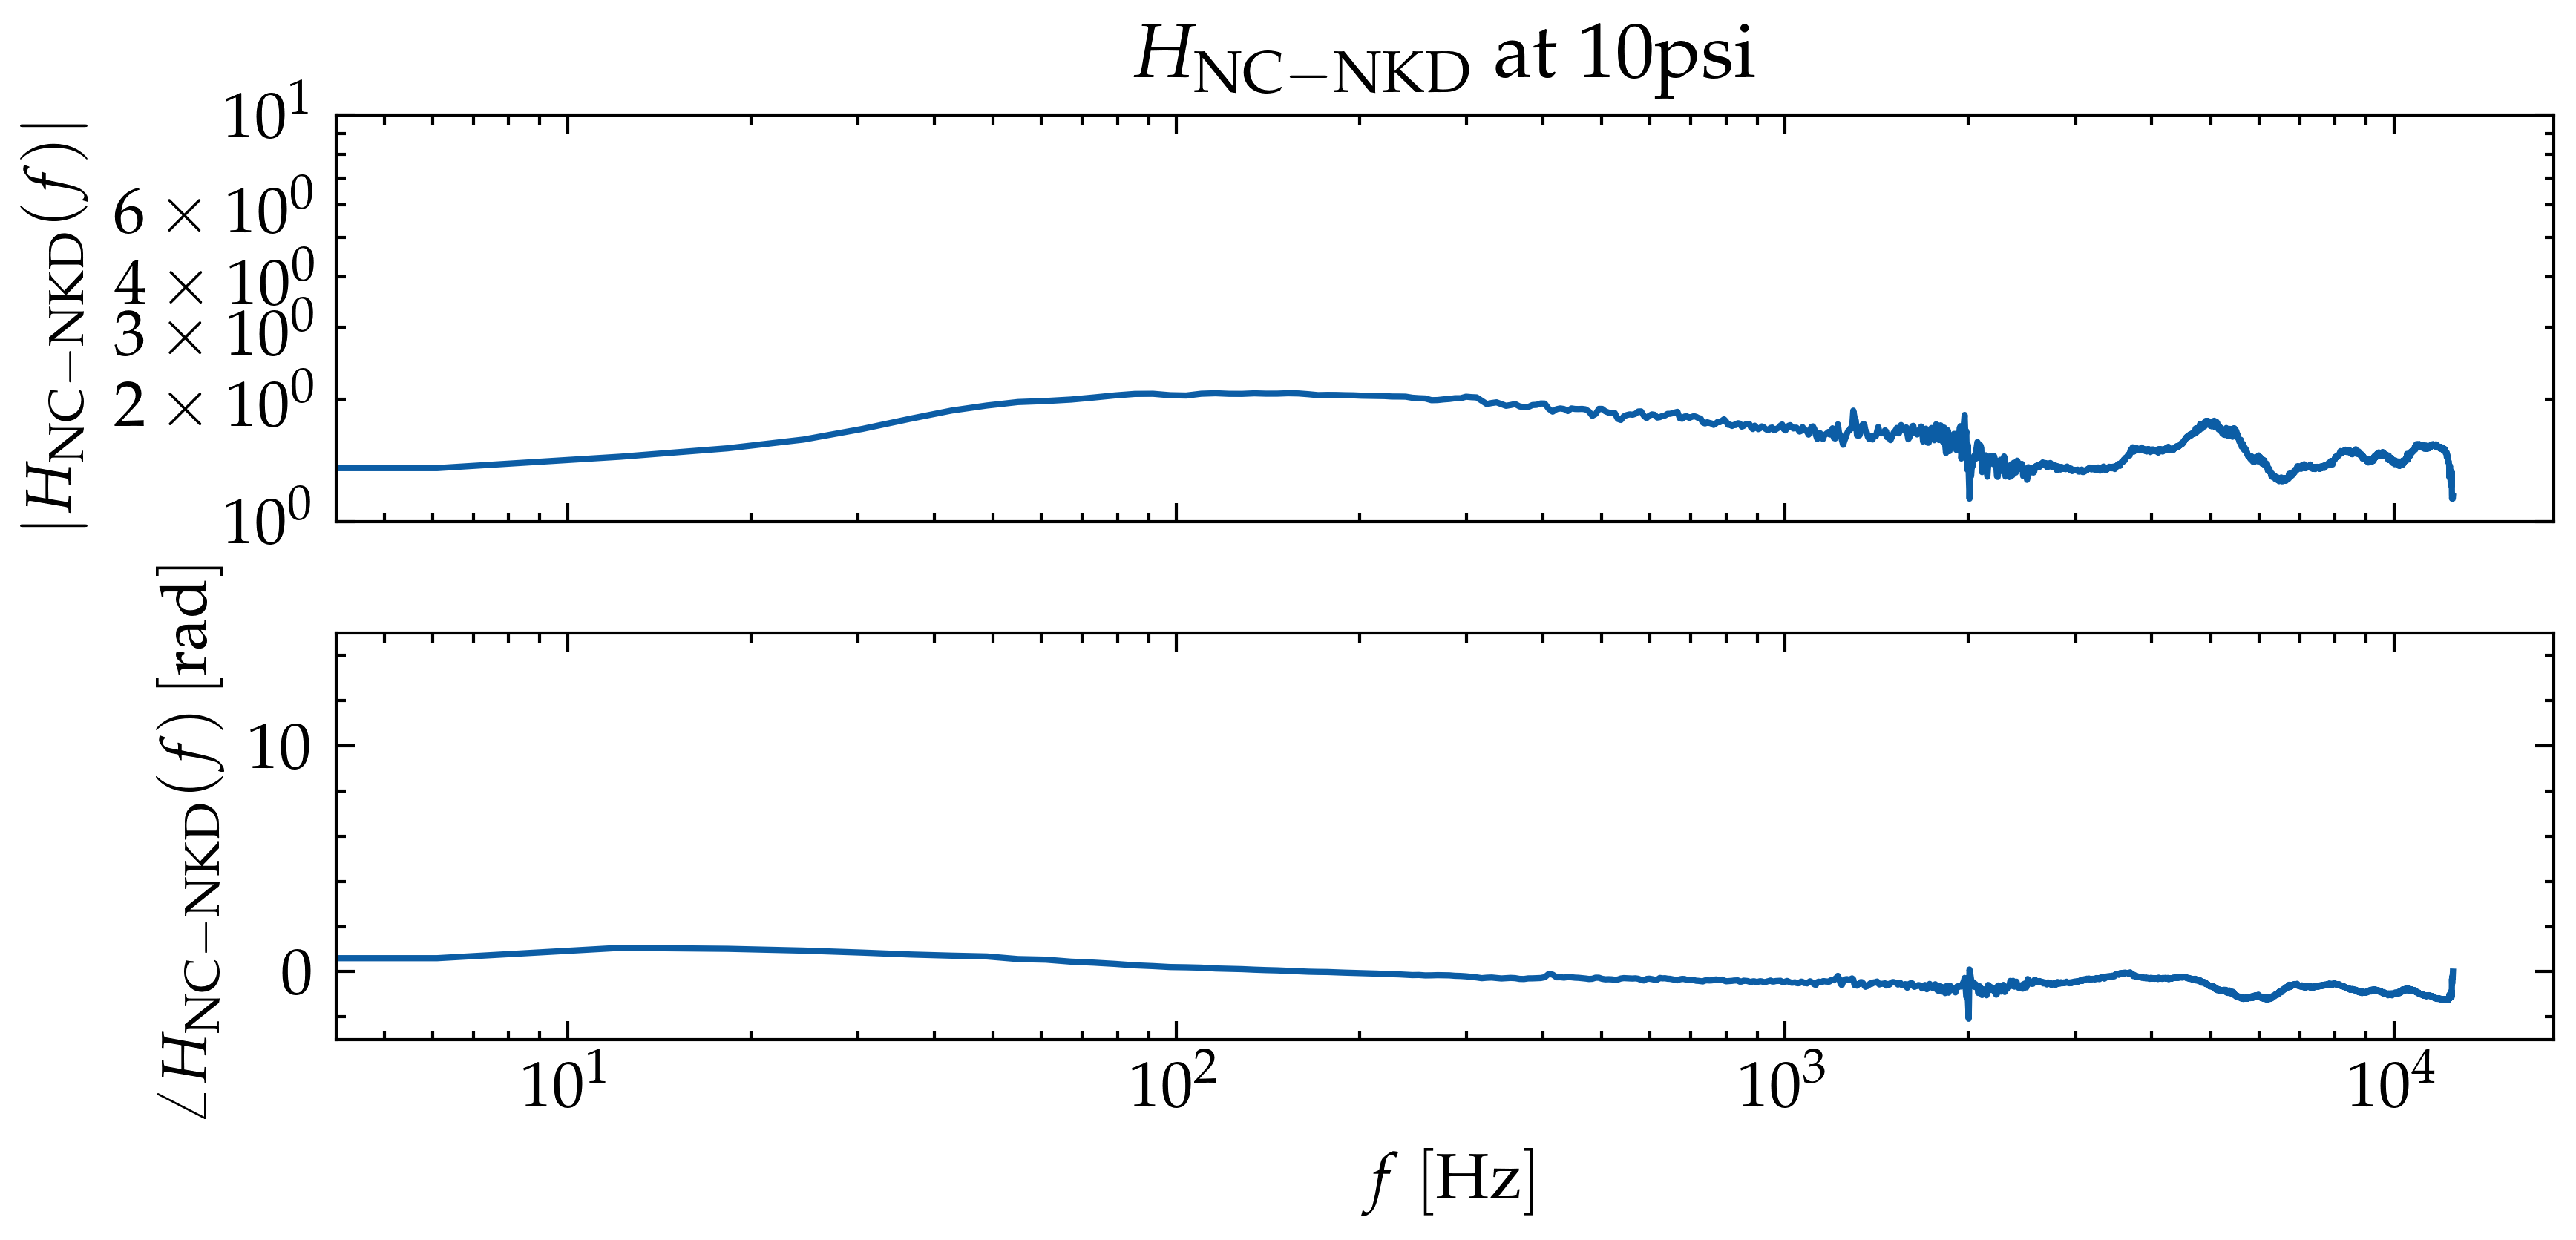 H_NC−NKD at 10psi
|H_NC−NKD(f)|
10^1
6 × 10^0
4 × 10^0
3 × 10^0
2 × 10^0
10^0
∠H_NC−NKD(f) [rad]
10
0
10^1 10^2 10^3 10^4
f [Hz]